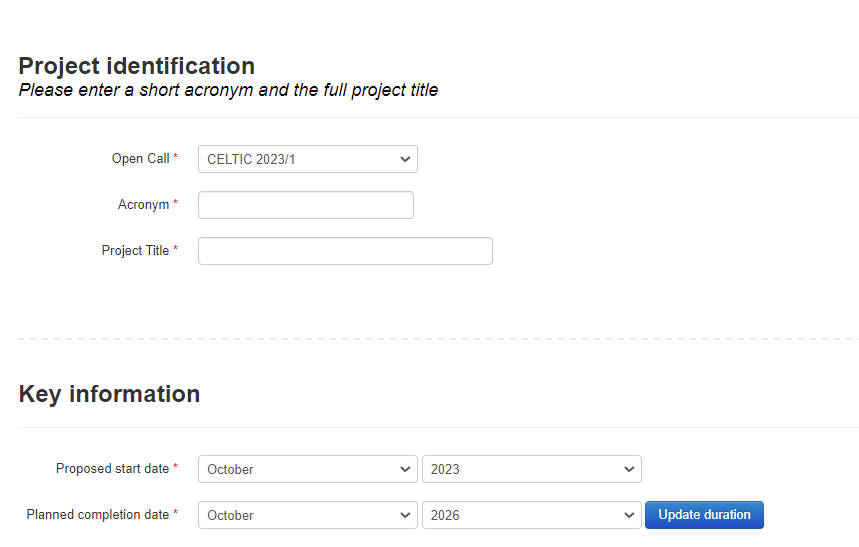 Project identification
Please enter a short acronym and the full project title
Open Call * CELTIC 2023/1
Acronym *
Project Title *
Key information
Proposed start date * October 2023
Planned completion date * October 2026 Update duration